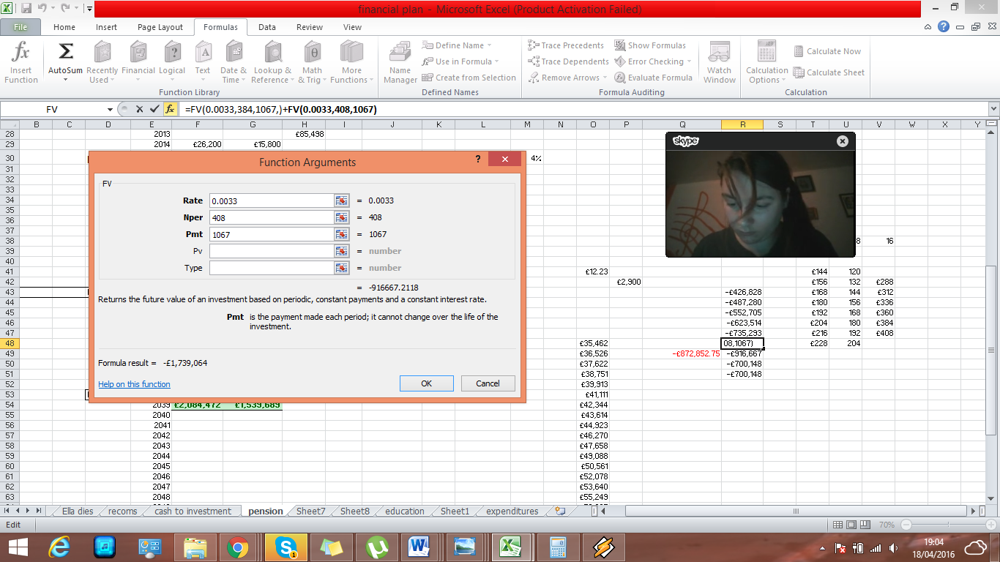 financial plan - Microsoft Excel (Product Activation Failed)
File Home Insert Page Layout Formulas Data Review View
Insert Function
AutoSum
Recently Used
Financial
Logical
Text
Date & Time
Lookup & Reference
Math & Trig
More Functions
Function Library
Name Manager
Define Name
Use in Formula
Create from Selection
Defined Names
Trace Precedents
Trace Dependents
Remove Arrows
Show Formulas
Error Checking
Evaluate Formula
Formula Auditing
Watch Window
Calculation Options
Calculate Now
Calculate Sheet
Calculation
FV =FV(0.0033,384,1067,)+FV(0.0033,408,1067)
B C D E F G H I J K L M N O P Q R S T U V W X Y
28 2013 £85,498
29 2014 £26,200 £15,800
30 4%
31
32
33
34
35
36
37
38 8 16
39
40
41 £12.23 £144 120
42 £2,900 £156 132 £288
43 -£426,828 £168 144 £312
44 -£487,280 £180 156 £336
45 -£552,705 £192 168 £360
46 -£623,514 £204 180 £384
47 -£735,293 £216 192 £408
48 £35,462 08,1067) £228 204
49 £36,526 -£872,852.75 -£916,667
50 £37,622 -£700,148
51 £38,751 -£700,148
52 £39,913
53 £41,111
54 2039 £2,084,472 £1,539,689 £42,344
55 2040 £43,614
56 2041 £44,923
57 2042 £46,270
58 2043 £47,658
59 2044 £49,088
60 2045 £50,561
61 2046 £52,078
62 2047 £53,640
63 2048 £55,249
Function Arguments
FV
Rate 0.0033 = 0.0033
Nper 408 = 408
Pmt 1067 = 1067
Pv = number
Type = number
= -916667.2118
Returns the future value of an investment based on periodic, constant payments and a constant interest rate.
Pmt is the payment made each period; it cannot change over the life of the
investment.
Formula result = -£1,739,064
Help on this function
OK Cancel
skype
Ella dies recoms cash to investment pension Sheet7 Sheet8 education Sheet1 expenditures
Edit 70%
19:04
18/04/2016